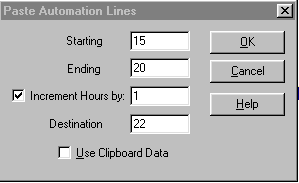 Paste Automation Lines
Starting 15 OK
Ending 20 Cancel
Increment Hours by: 1 Help
Destination 22
Use Clipboard Data